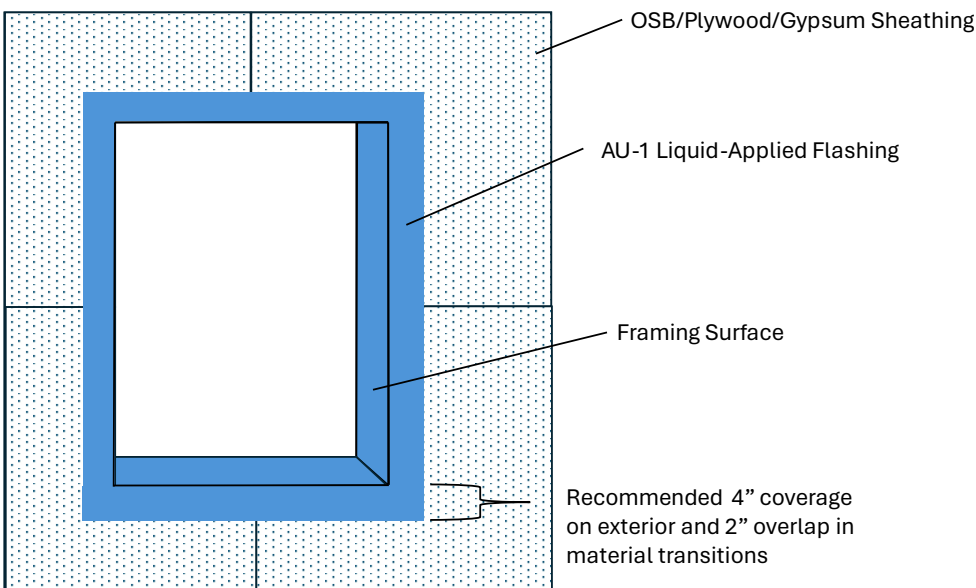 OSB/Plywood/Gypsum Sheathing
AU-1 Liquid-Applied Flashing
Framing Surface
Recommended 4” coverage
on exterior and 2” overlap in
material transitions